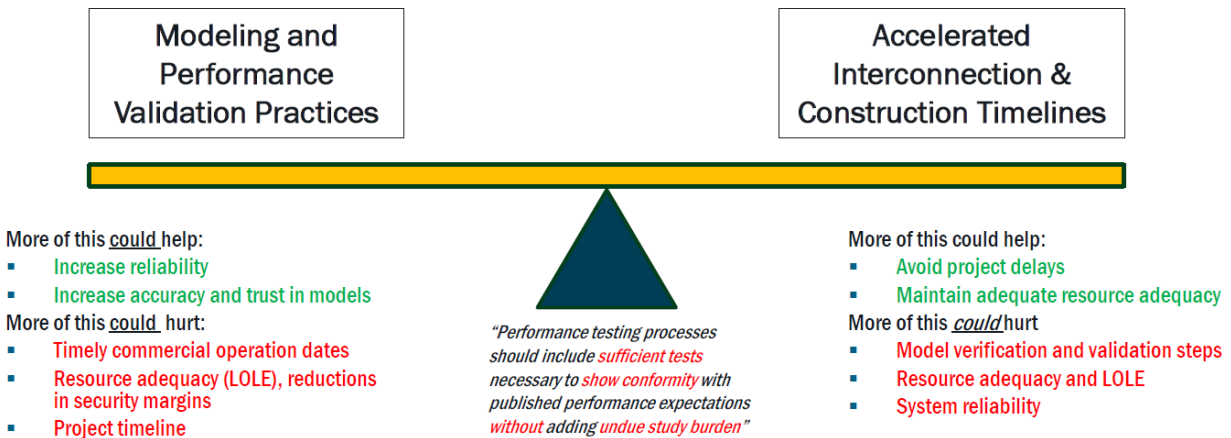 Modeling and
Performance
Validation Practices
Accelerated
Interconnection &
Construction Timelines
More of this could help:
▪ Increase reliability
▪ Increase accuracy and trust in models
More of this could hurt:
▪ Timely commercial operation dates
▪ Resource adequacy (LOLE), reductions
in security margins
▪ Project timeline
“Performance testing processes
should include sufficient tests
necessary to show conformity with
published performance expectations
without adding undue study burden”
More of this could help:
▪ Avoid project delays
▪ Maintain adequate resource adequacy
More of this could hurt
▪ Model verification and validation steps
▪ Resource adequacy and LOLE
▪ System reliability